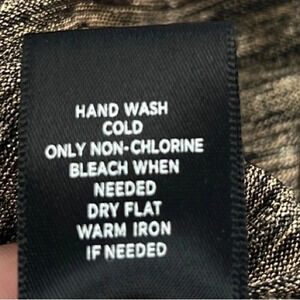 HAND WASH
COLD
ONLY NON-CHLORINE
BLEACH WHEN
NEEDED
DRY FLAT
WARM IRON
IF NEEDED